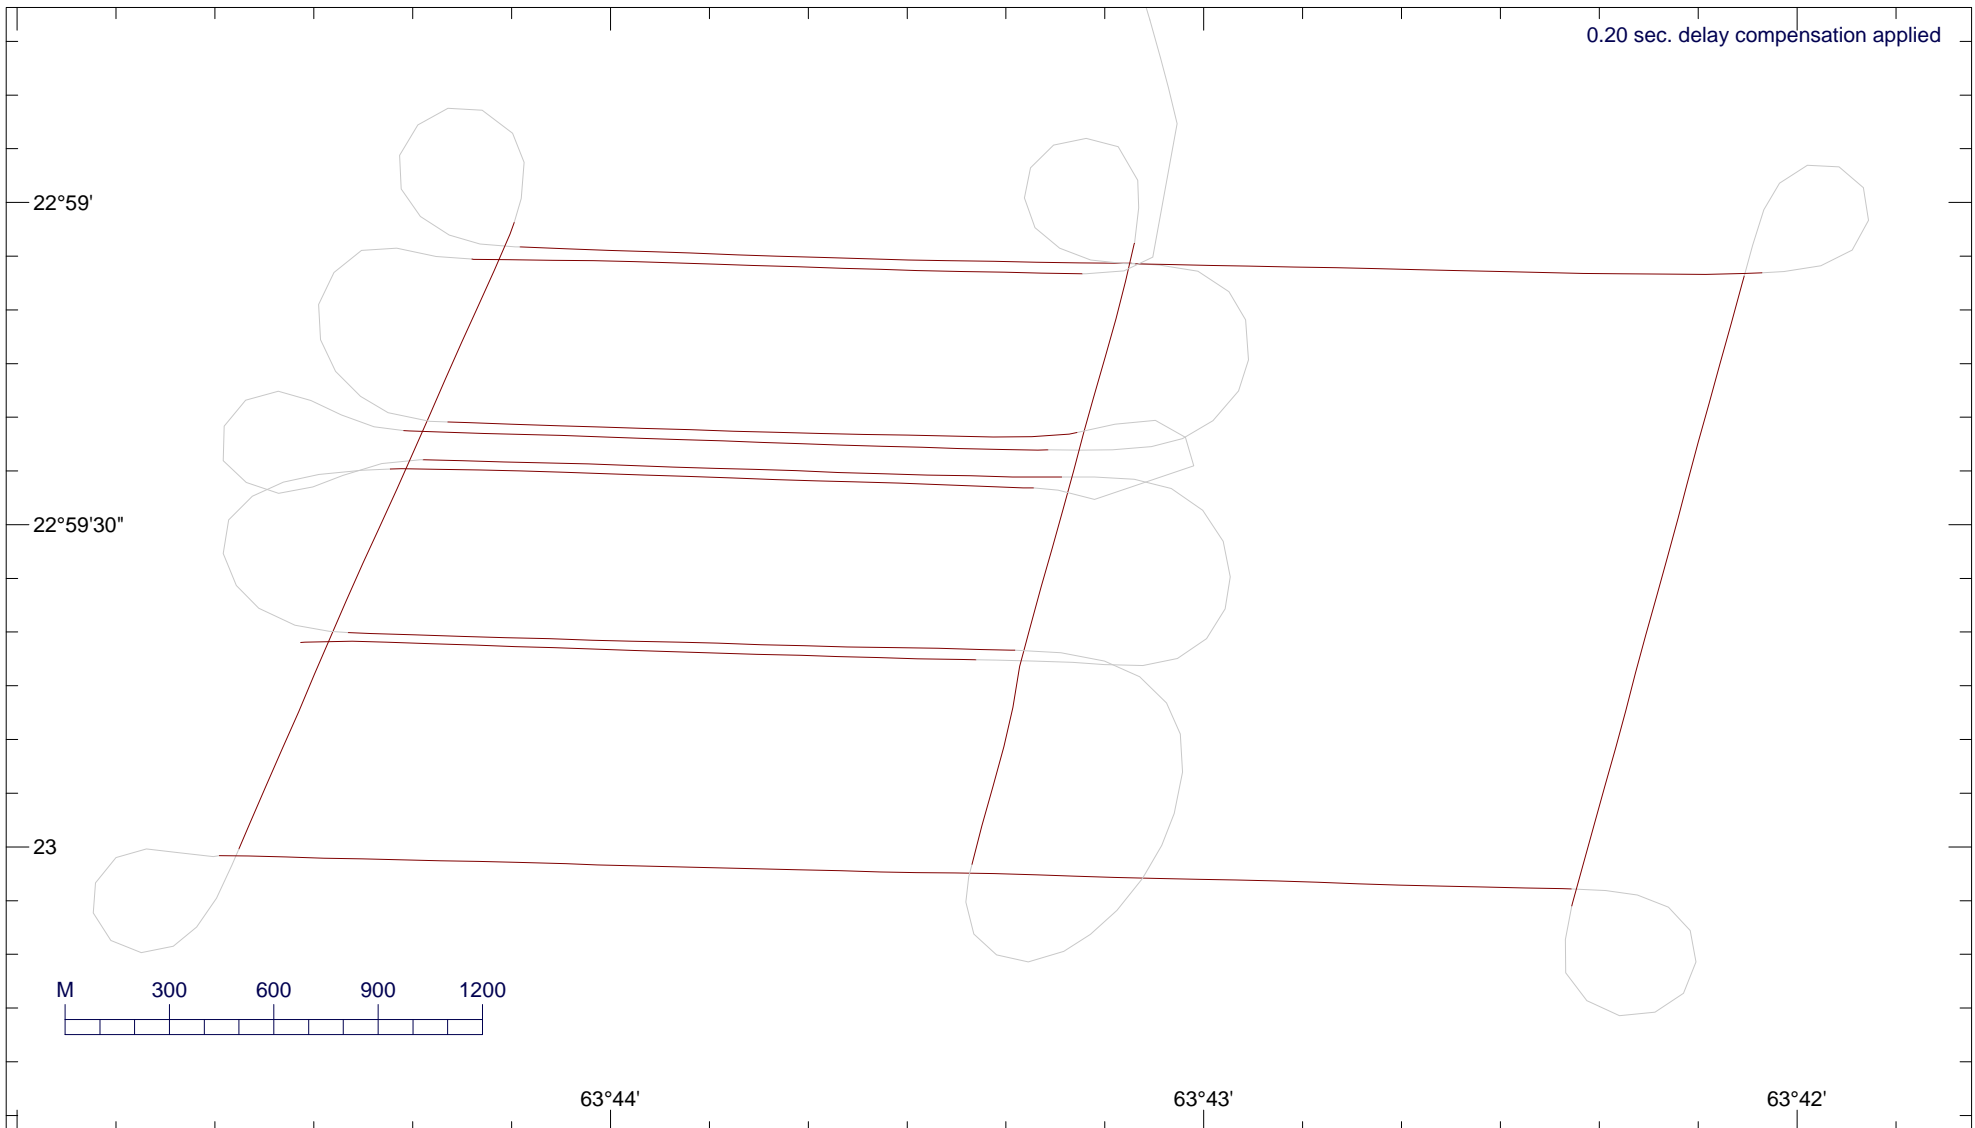 0.20 sec. delay compensation applied
22°59'
22°59'30"
23
M 300 600 900 1200
63°44' 63°43' 63°42'